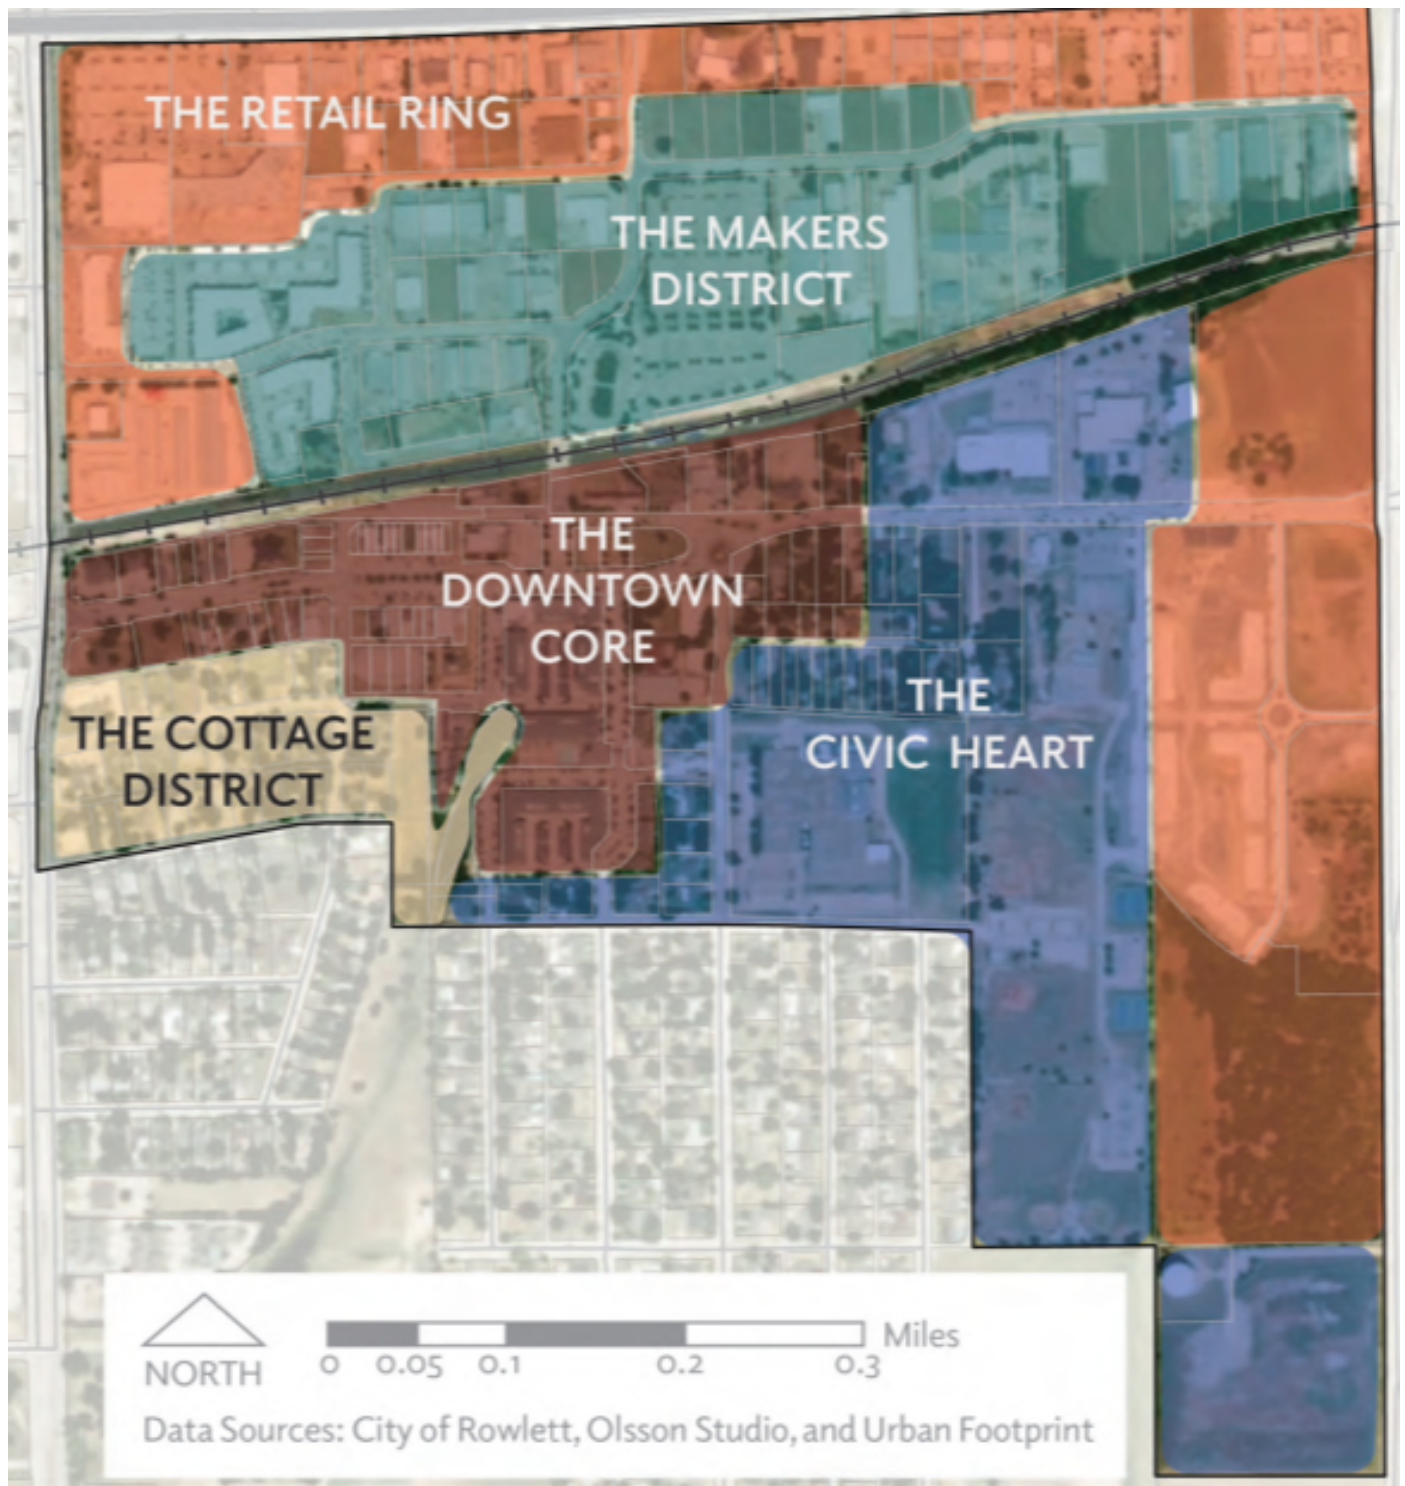 THE RETAIL RING
THE MAKERS
DISTRICT
THE
DOWNTOWN
CORE
THE COTTAGE
DISTRICT
THE
CIVIC HEART
NORTH
0 0.05 0.1 0.2 0.3 Miles
Data Sources: City of Rowlett, Olsson Studio, and Urban Footprint